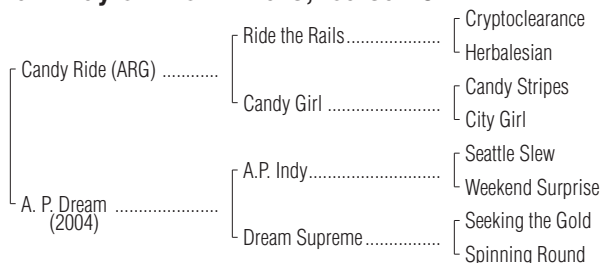 Cryptoclearance
Ride the Rails
Herbalesian
Candy Ride (ARG)
Candy Stripes
Candy Girl
City Girl
Seattle Slew
A.P. Indy
Weekend Surprise
A. P. Dream
(2004)
Seeking the Gold
Dream Supreme
Spinning Round